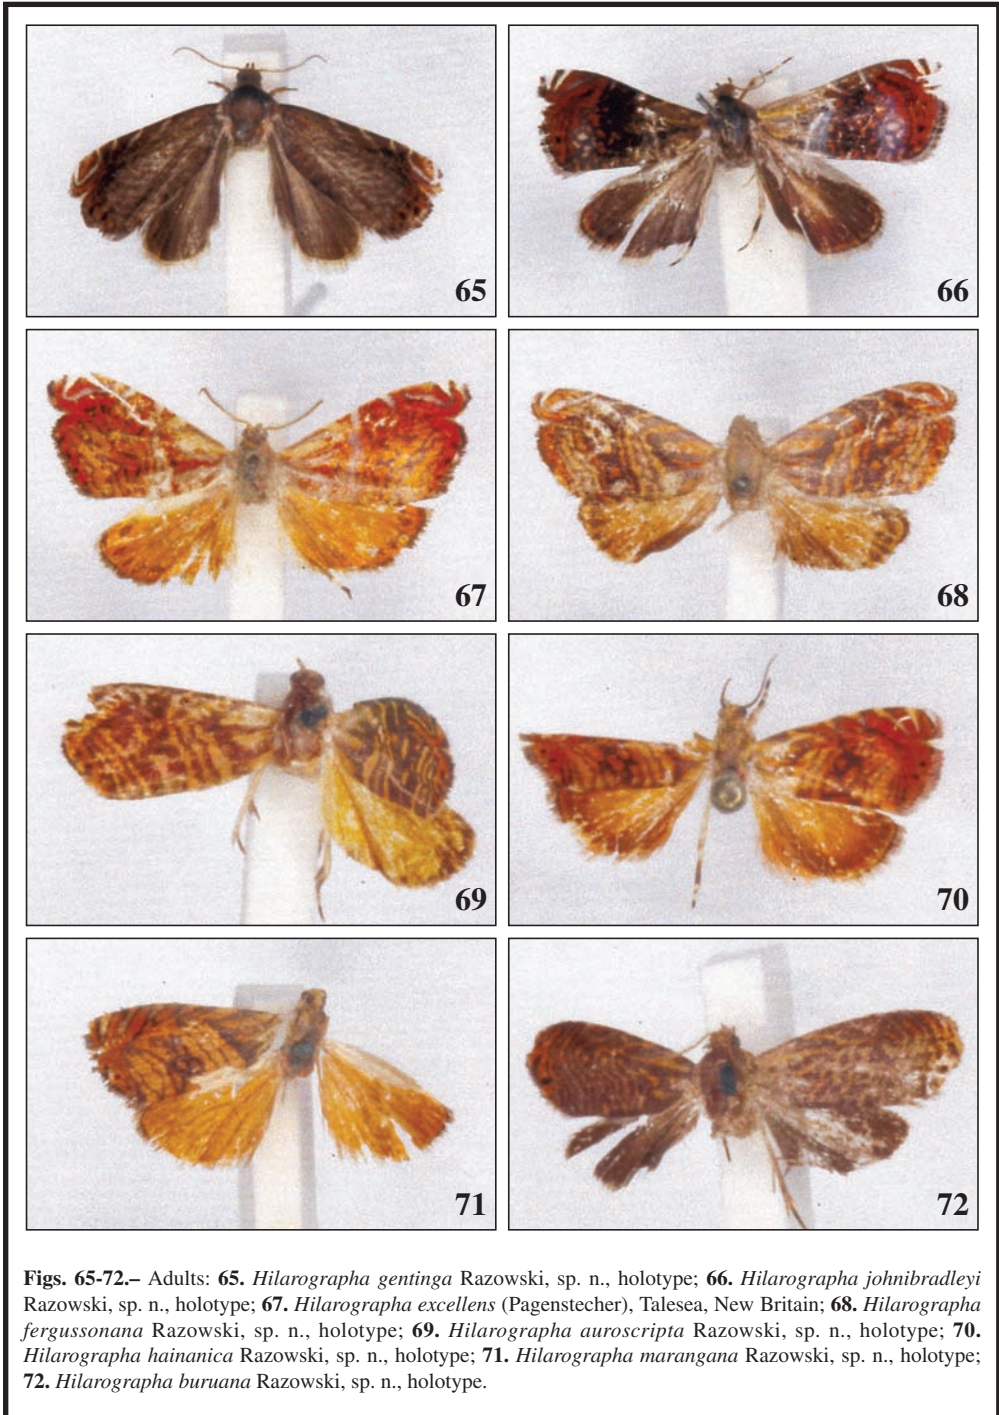 65
66
67
68
69
70
71
72
Figs. 65-72.– Adults: 65. Hilarographa gentinga Razowski, sp. n., holotype; 66. Hilarographa johnibradleyi
Razowski, sp. n., holotype; 67. Hilarographa excellens (Pagenstecher), Talesea, New Britain; 68. Hilarographa
fergussonana Razowski, sp. n., holotype; 69. Hilarographa auroscripta Razowski, sp. n., holotype; 70.
Hilarographa hainanica Razowski, sp. n., holotype; 71. Hilarographa marangana Razowski, sp. n., holotype;
72. Hilarographa buruana Razowski, sp. n., holotype.